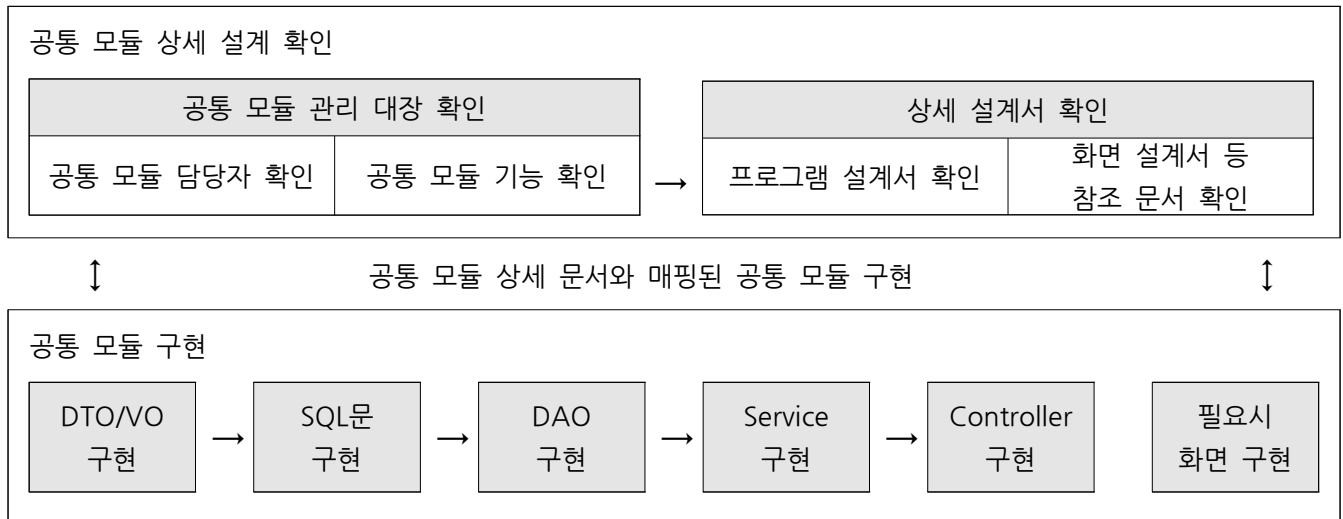 공통 모듈 상세 설계 확인
공통 모듈 관리 대장 확인
공통 모듈 담당자 확인
공통 모듈 기능 확인
→
상세 설계서 확인
프로그램 설계서 확인
화면 설계서 등
참조 문서 확인
↕ 공통 모듈 상세 문서와 매핑된 공통 모듈 구현 ↕
공통 모듈 구현
DTO/VO
구현
→
SQL문
구현
→
DAO
구현
→
Service
구현
→
Controller
구현
필요시
화면 구현